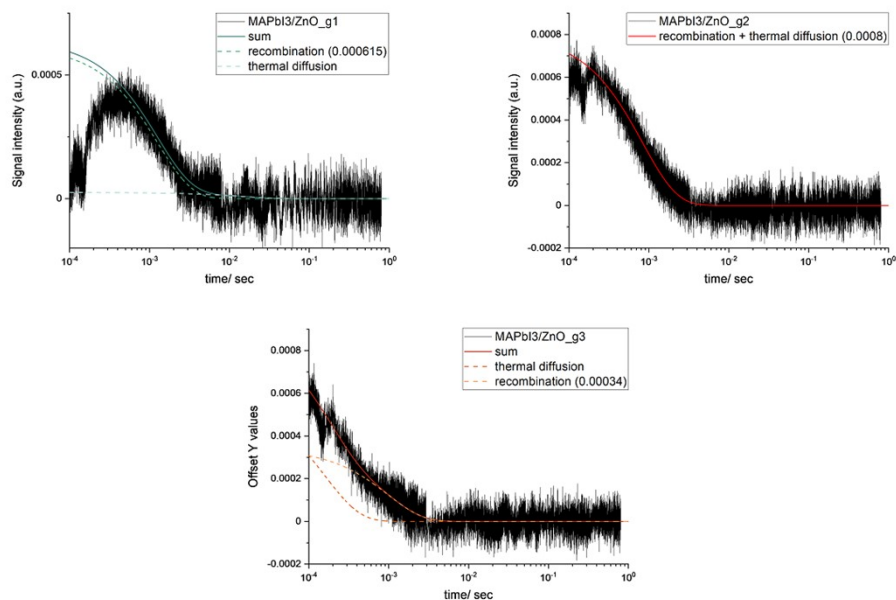 MAPbI3/ZnO_g1
sum
recombination (0.000615)
thermal diffusion
0.0005
0
Signal intensity (a.u.)
10⁻⁴ 10⁻³ 10⁻² 10⁻¹ 10⁰
time/ sec
MAPbI3/ZnO_g2
recombination + thermal diffusion (0.0008)
0.0008
0.0006
0.0004
0.0002
0
-0.0002
Signal intensity (a.u.)
10⁻⁴ 10⁻³ 10⁻² 10⁻¹ 10⁰
time/ sec
MAPbI3/ZnO_g3
sum
thermal diffusion
recombination (0.00034)
0.0008
0.0006
0.0004
0.0002
0
-0.0002
Offset Y values
10⁻⁴ 10⁻³ 10⁻² 10⁻¹ 10⁰
time/ sec